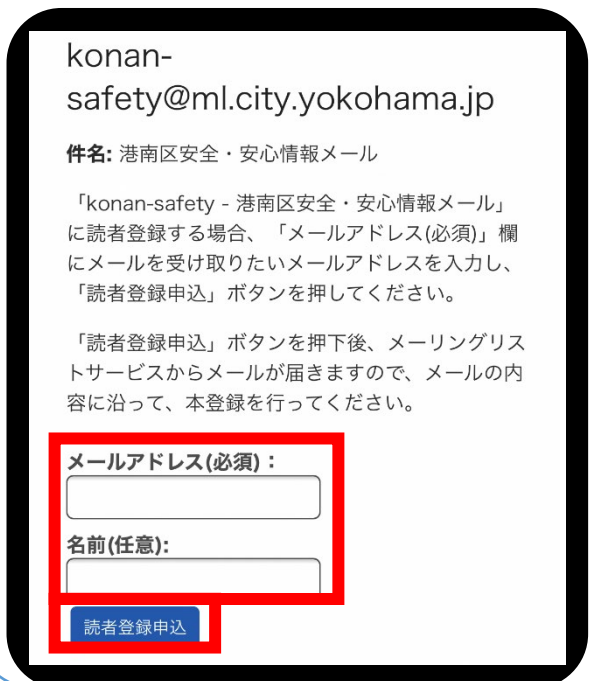 konan-
safety@ml.city.yokohama.jp
件名: 港南区安全・安心情報メール
「konan-safety - 港南区安全・安心情報メール」
に読者登録する場合、「メールアドレス(必須)」欄
にメールを受け取りたいメールアドレスを入力し、
「読者登録申込」ボタンを押してください。
「読者登録申込」ボタンを押下後、メーリングリス
トサービスからメールが届きますので、メールの内
容に沿って、本登録を行ってください。
メールアドレス(必須)：
名前(任意):
読者登録申込